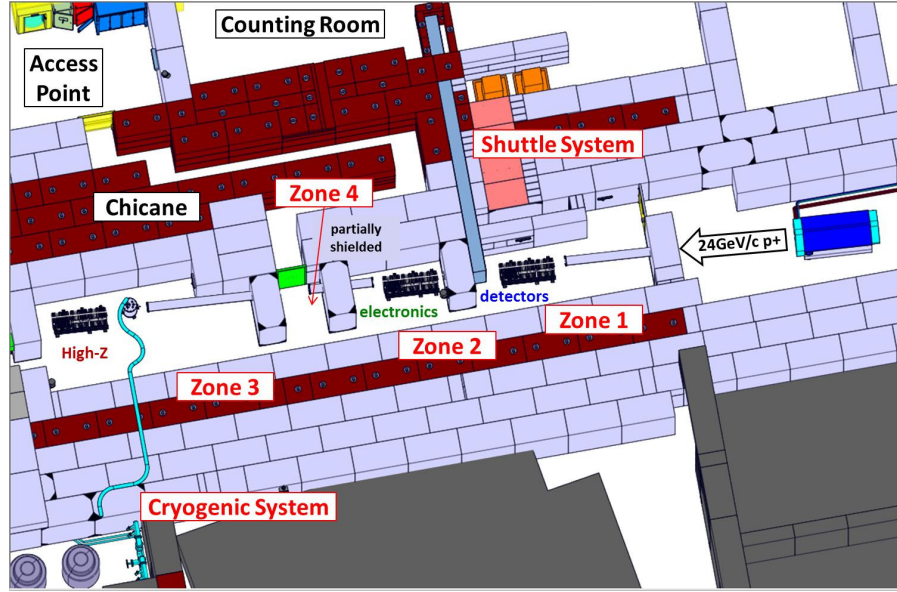 Counting Room
Access
Point
Shuttle System
Zone 4
Chicane
partially
shielded
24GeV/c p+
detectors
electronics
Zone 1
High-Z
Zone 2
Zone 3
Cryogenic System